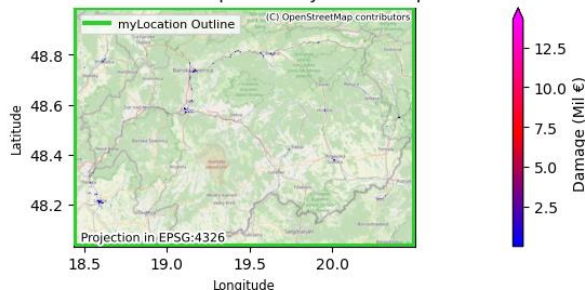 (C) OpenStreetMap contributors
myLocation Outline
48.8
48.6
48.4
48.2
Latitude
Banská Bystrica
Projection in EPSG:4326
18.5
19.0
19.5
20.0
Longitude
12.5
10.0
7.5
5.0
2.5
Damage (Mil €)